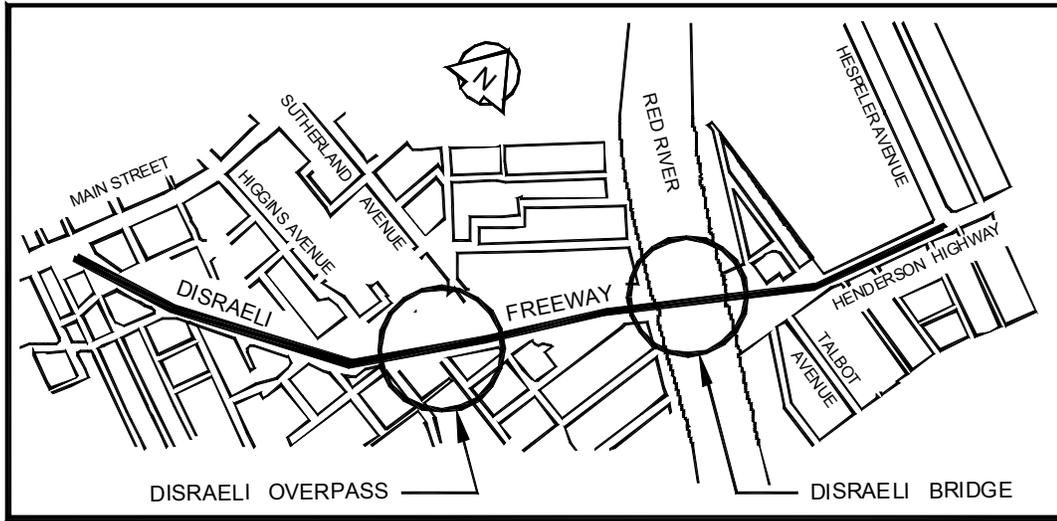 N
MAIN STREET
SUTHERLAND
AVENUE
HIGGINS AVENUE
RED RIVER
HESPELER AVENUE
DISRAELI
FREEWAY
HENDERSON HIGHWAY
TALBOT
AVENUE
DISRAELI OVERPASS
DISRAELI BRIDGE